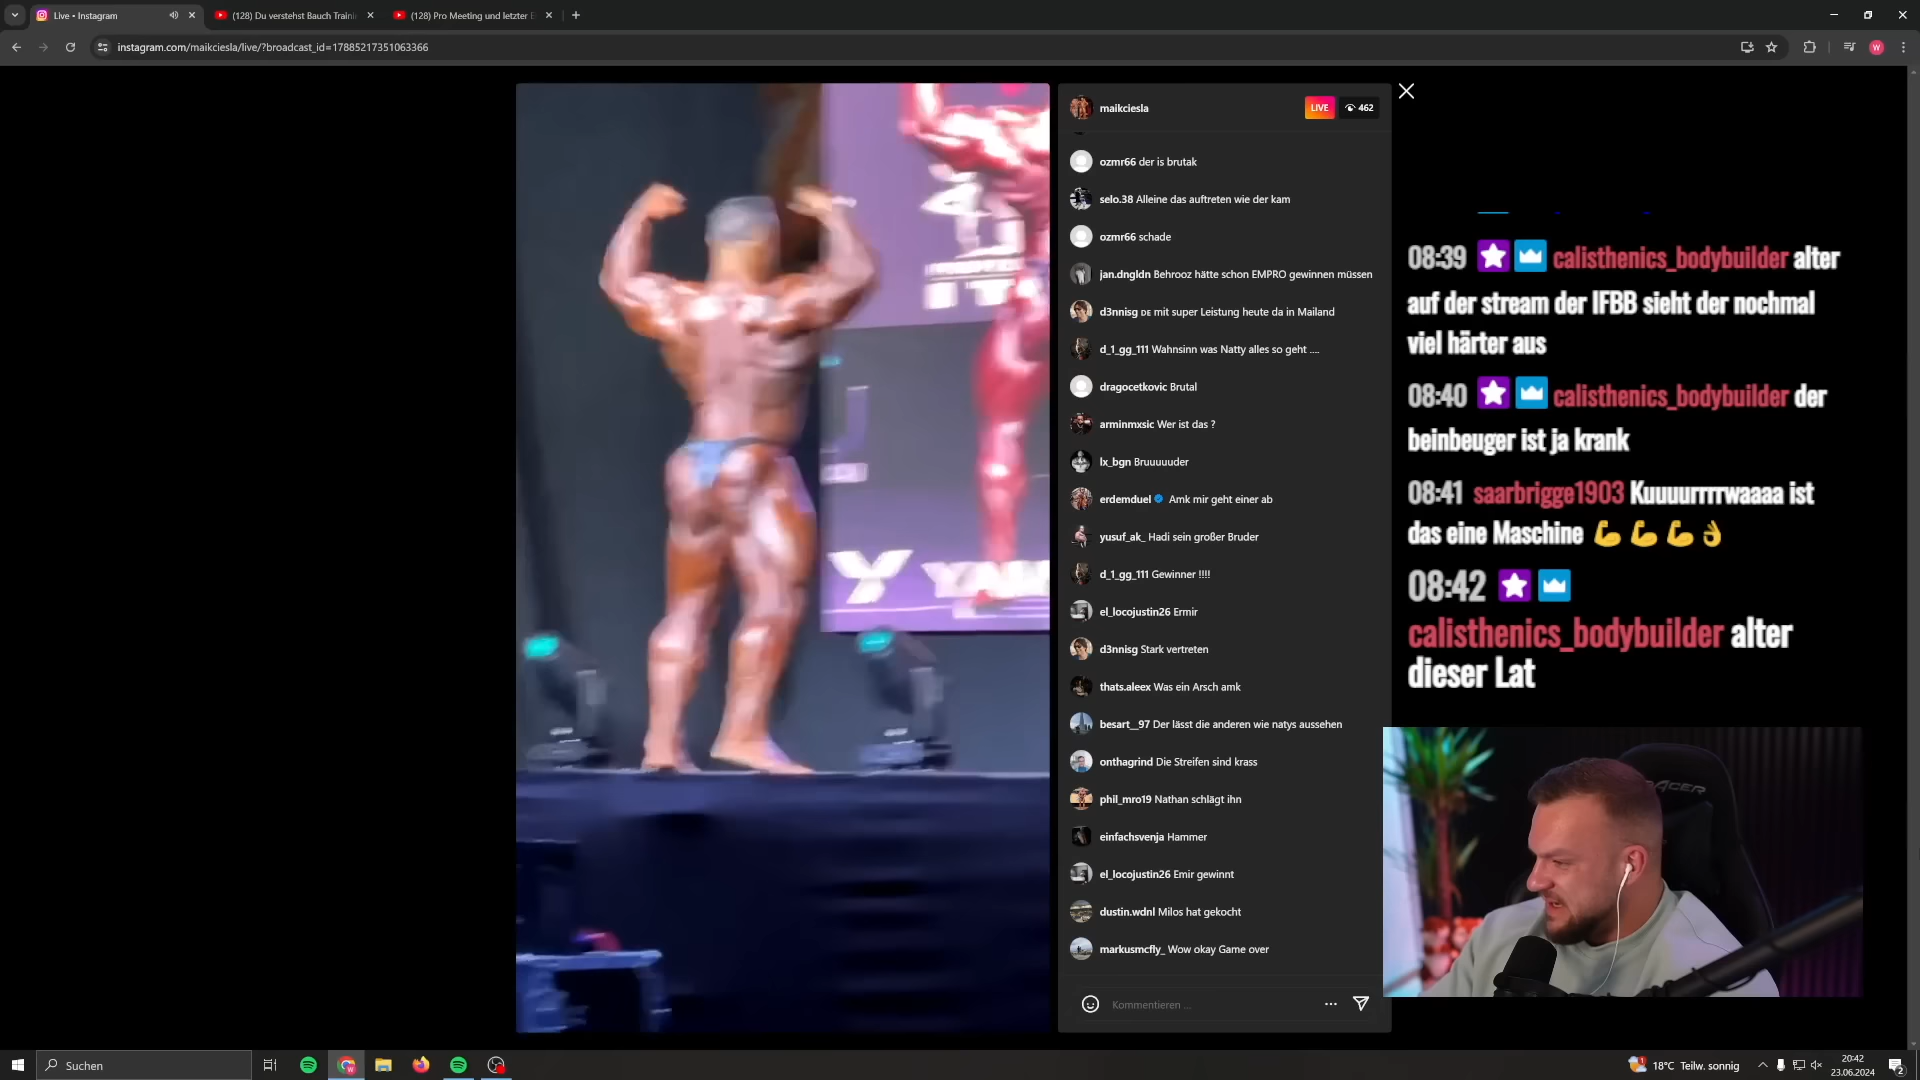 Live • Instagram
(128) Du verstehst Bauch Traini
(128) Pro Meeting und letzter E
instagram.com/maikciesla/live/?broadcast_id=17885217351063366
W
maikciesla
LIVE
462
ozmr66 der is brutak
selo.38 Alleine das auftreten wie der kam
ozmr66 schade
jan.dngldn Behrooz hätte schon EMPRO gewinnen müssen
d3nnisg DE mit super Leistung heute da in Mailand
d_1_gg_111 Wahnsinn was Natty alles so geht ....
dragocetkovic Brutal
arminmxsic Wer ist das ?
lx_bgn Bruuuuuder
erdemduel Amk mir geht einer ab
yusuf_ak_ Hadi sein großer Bruder
d_1_gg_111 Gewinner !!!!
el_locojustin26 Ermir
d3nnisg Stark vertreten
thats.aleex Was ein Arsch amk
besart__97 Der lässt die anderen wie natys aussehen
onthagrind Die Streifen sind krass
phil_mro19 Nathan schlägt ihn
einfachsvenja Hammer
el_locojustin26 Emir gewinnt
dustin.wdnl Milos hat gekocht
markusmcfly_ Wow okay Game over
Kommentieren ...
08:39 calisthenics_bodybuilder alter
auf der stream der IFBB sieht der nochmal
viel härter aus
08:40 calisthenics_bodybuilder der
beinbeuger ist ja krank
08:41 saarbrigge1903 Kuuuurrrrwaaaa ist
das eine Maschine 💪💪💪👌
08:42
calisthenics_bodybuilder alter
dieser Lat
Suchen
18°C Teilw. sonnig
20:42
23.06.2024
2